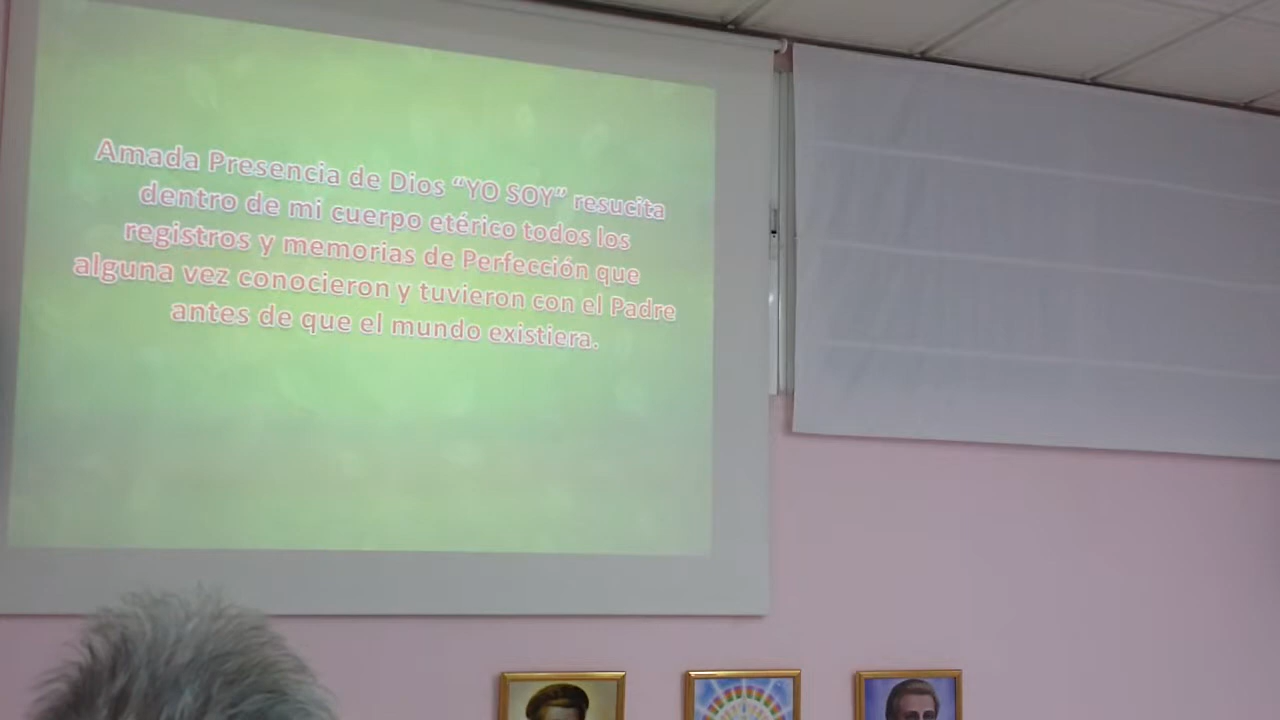 Amada Presencia de Dios “YO SOY” resucita
dentro de mi cuerpo etérico todos los
registros y memorias de Perfección que
alguna vez conocieron y tuvieron con el Padre
antes de que el mundo existiera.